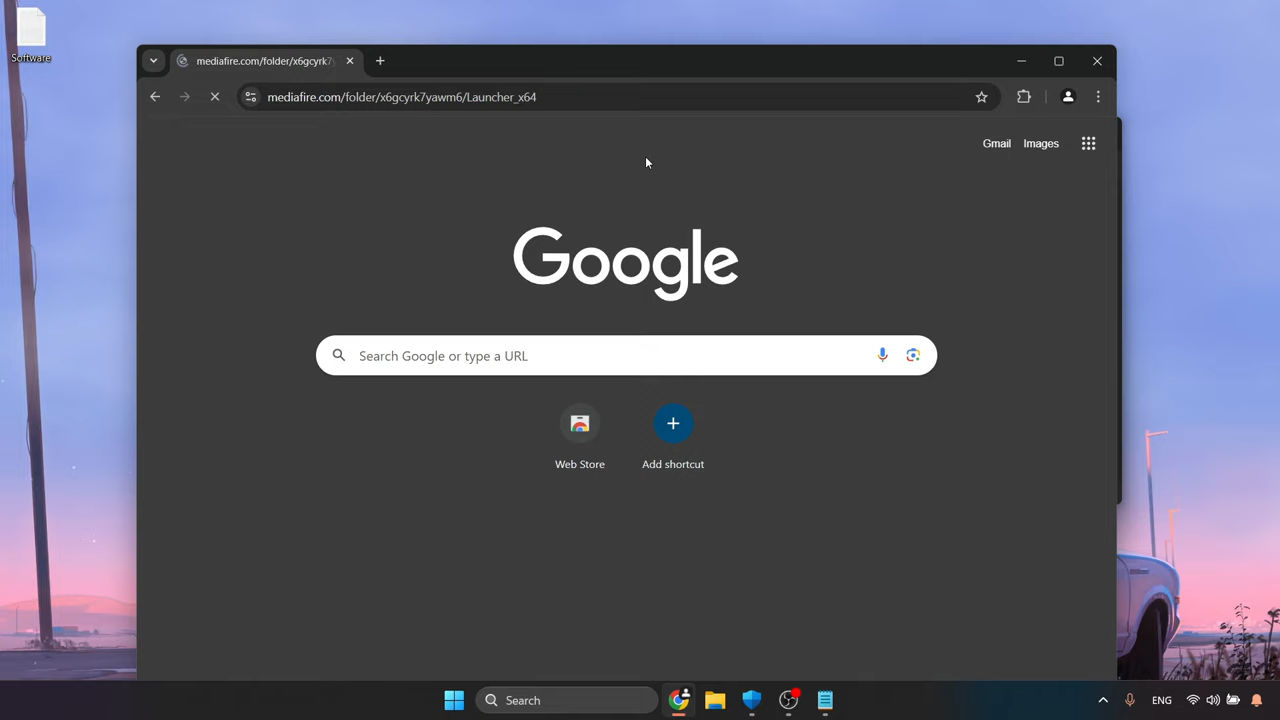 Software
mediafire.com/folder/x6gcyrk7
mediafire.com/folder/x6gcyrk7yawm6/Launcher_x64
Gmail Images
Google
Search Google or type a URL
Web Store Add shortcut
Search
ENG